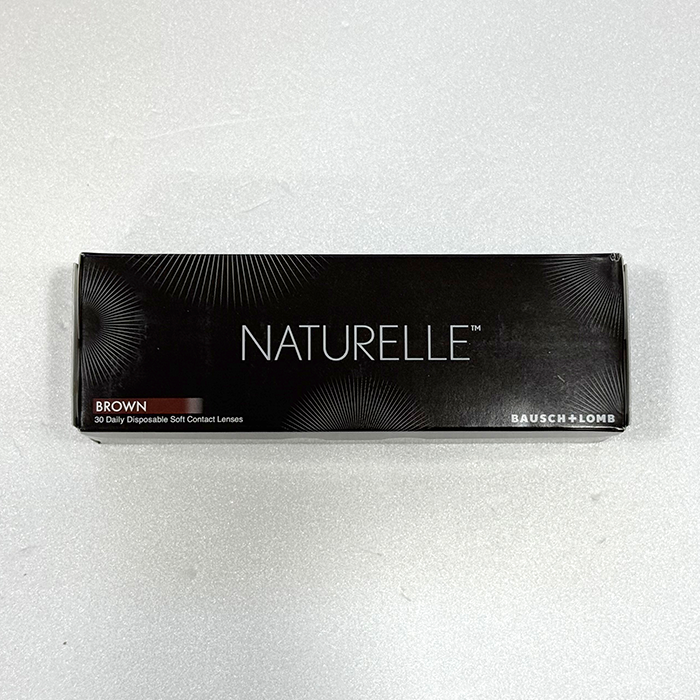 NATURELLE™
BROWN
30 Daily Disposable Soft Contact Lenses
BAUSCH+LOMB